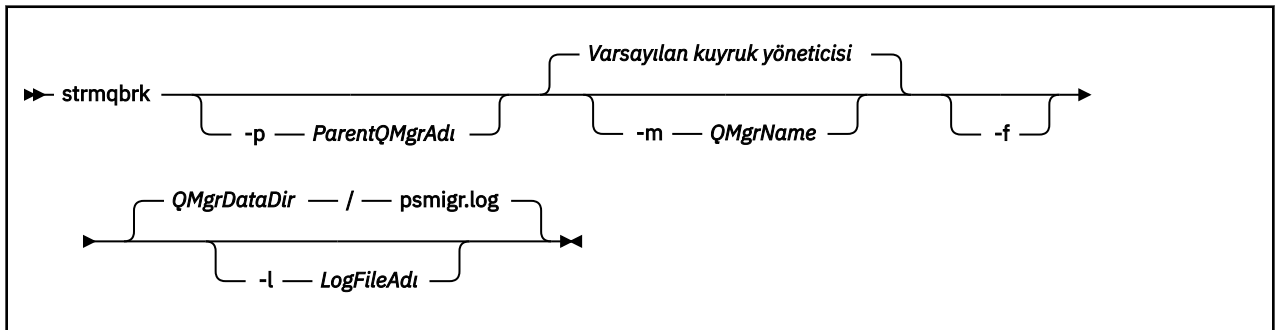 Varsayılan kuyruk yöneticisi
strmqbrk
-p ParentQMgrAdı
-m QMgrName
-f
QMgrDataDir / psmigr.log
-l LogFileAdı